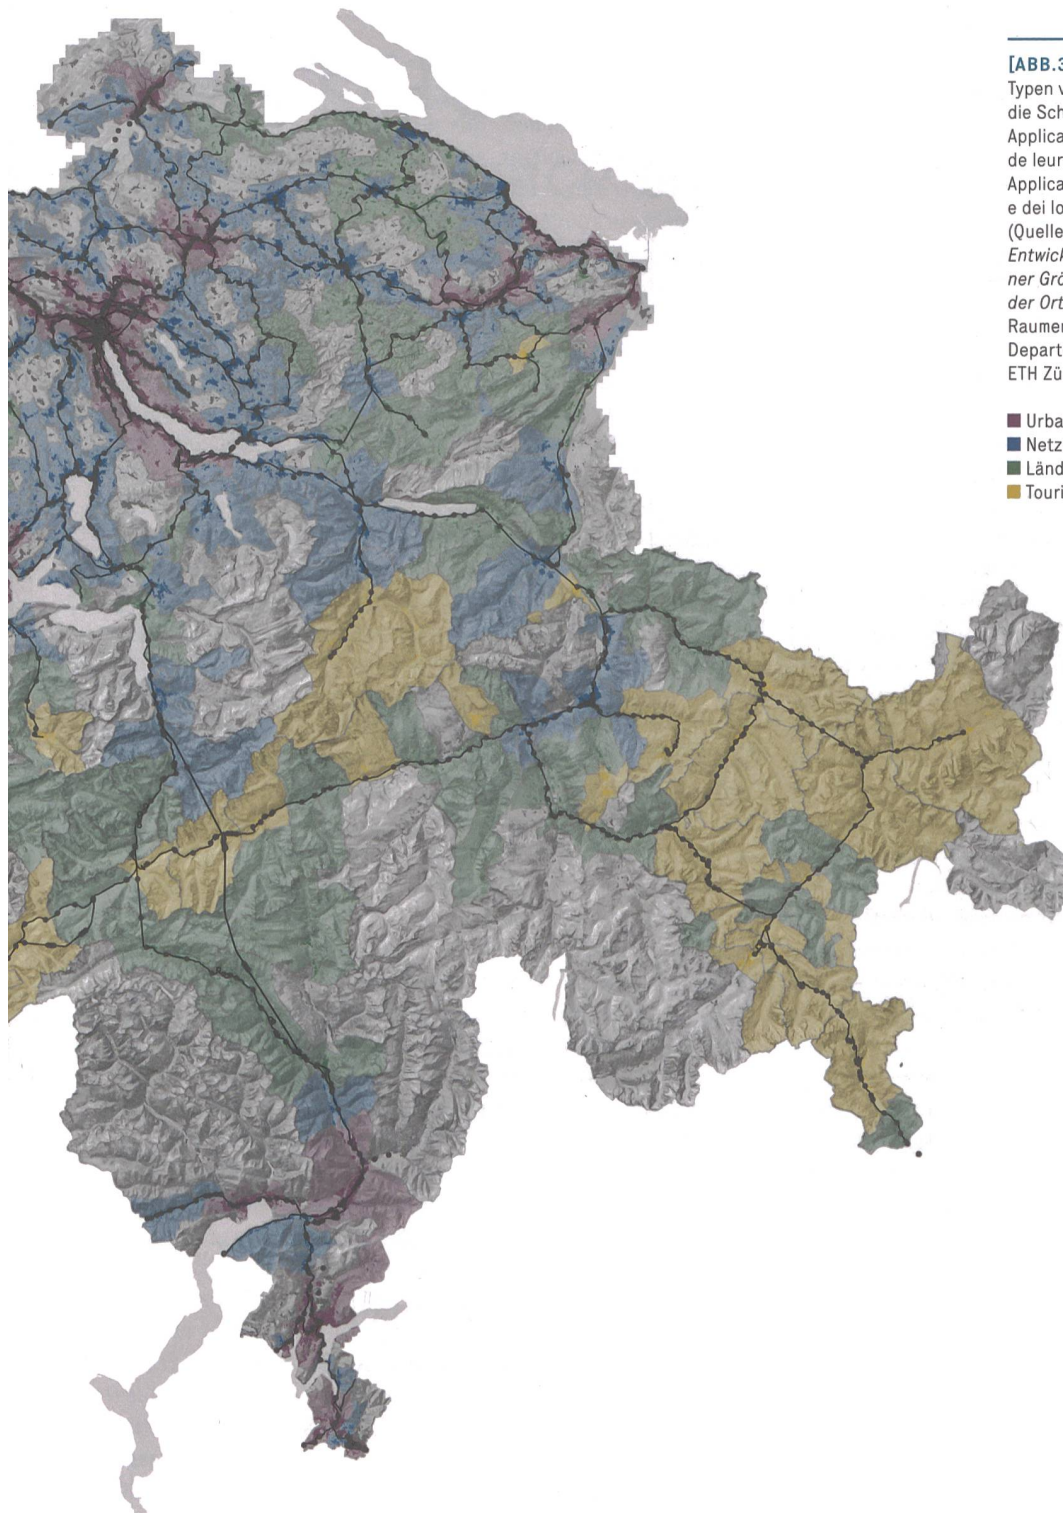 [ABB.3
Typen v
die Sch
Applica
de leur
Applica
e dei lo
(Quelle
Entwick
ner Grö
der Ort
Raumen
Depart
ETH Zü
Urba
Netz
Länd
Touri